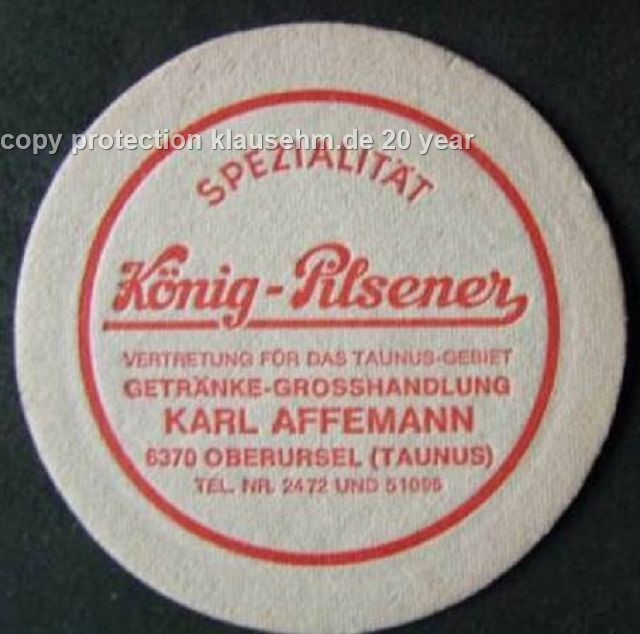 copy protection klausehm.de 20 year
SPEZIALITÄT
König-Pilsener
VERTRETUNG FÜR DAS TAUNUS-GEBIET
GETRÄNKE-GROSSHANDLUNG
KARL AFFEMANN
6370 OBERURSEL (TAUNUS)
TEL. NR. 2472 UND